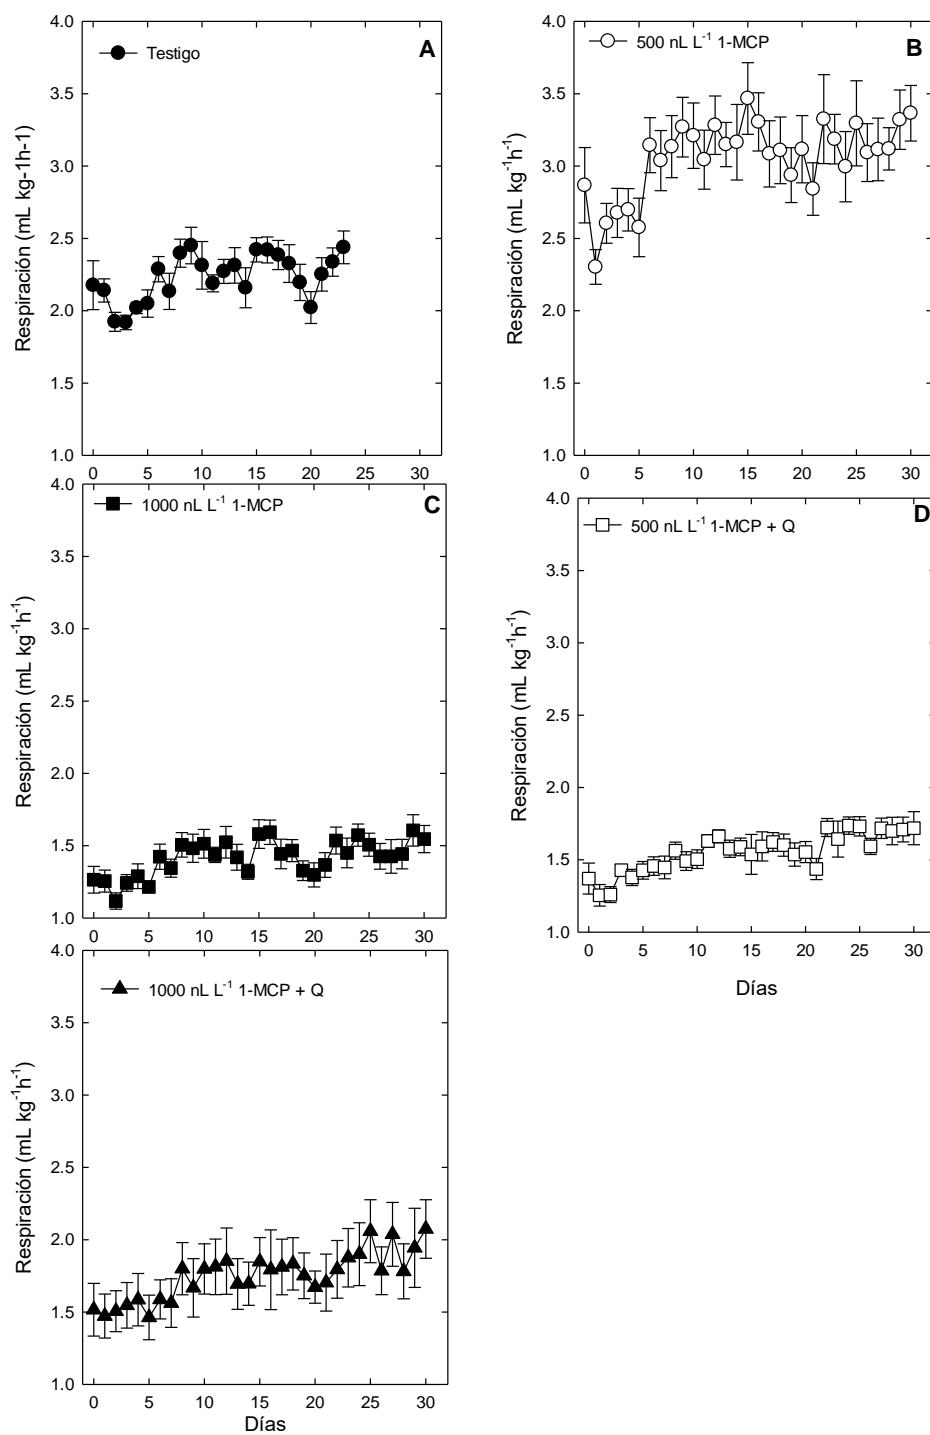 4.0
Testigo
A
3.5
3.0
2.5
2.0
1.5
1.0
Respiración (mL kg-1h-1)
0 5 10 15 20 25 30
4.0
500 nL L⁻¹ 1-MCP
B
3.5
3.0
2.5
2.0
1.5
1.0
Respiración (mL kg⁻¹h⁻¹)
0 5 10 15 20 25 30
4.0
1000 nL L⁻¹ 1-MCP
C
3.5
3.0
2.5
2.0
1.5
1.0
Respiración (mL kg⁻¹h⁻¹)
0 5 10 15 20 25 30
4.0
500 nL L⁻¹ 1-MCP + Q
D
3.5
3.0
2.5
2.0
1.5
1.0
Respiración (mL kg⁻¹h⁻¹)
0 5 10 15 20 25 30
Días
4.0
1000 nL L⁻¹ 1-MCP + Q
3.5
3.0
2.5
2.0
1.5
1.0
Respiración (mL kg⁻¹h⁻¹)
0 5 10 15 20 25 30
Días